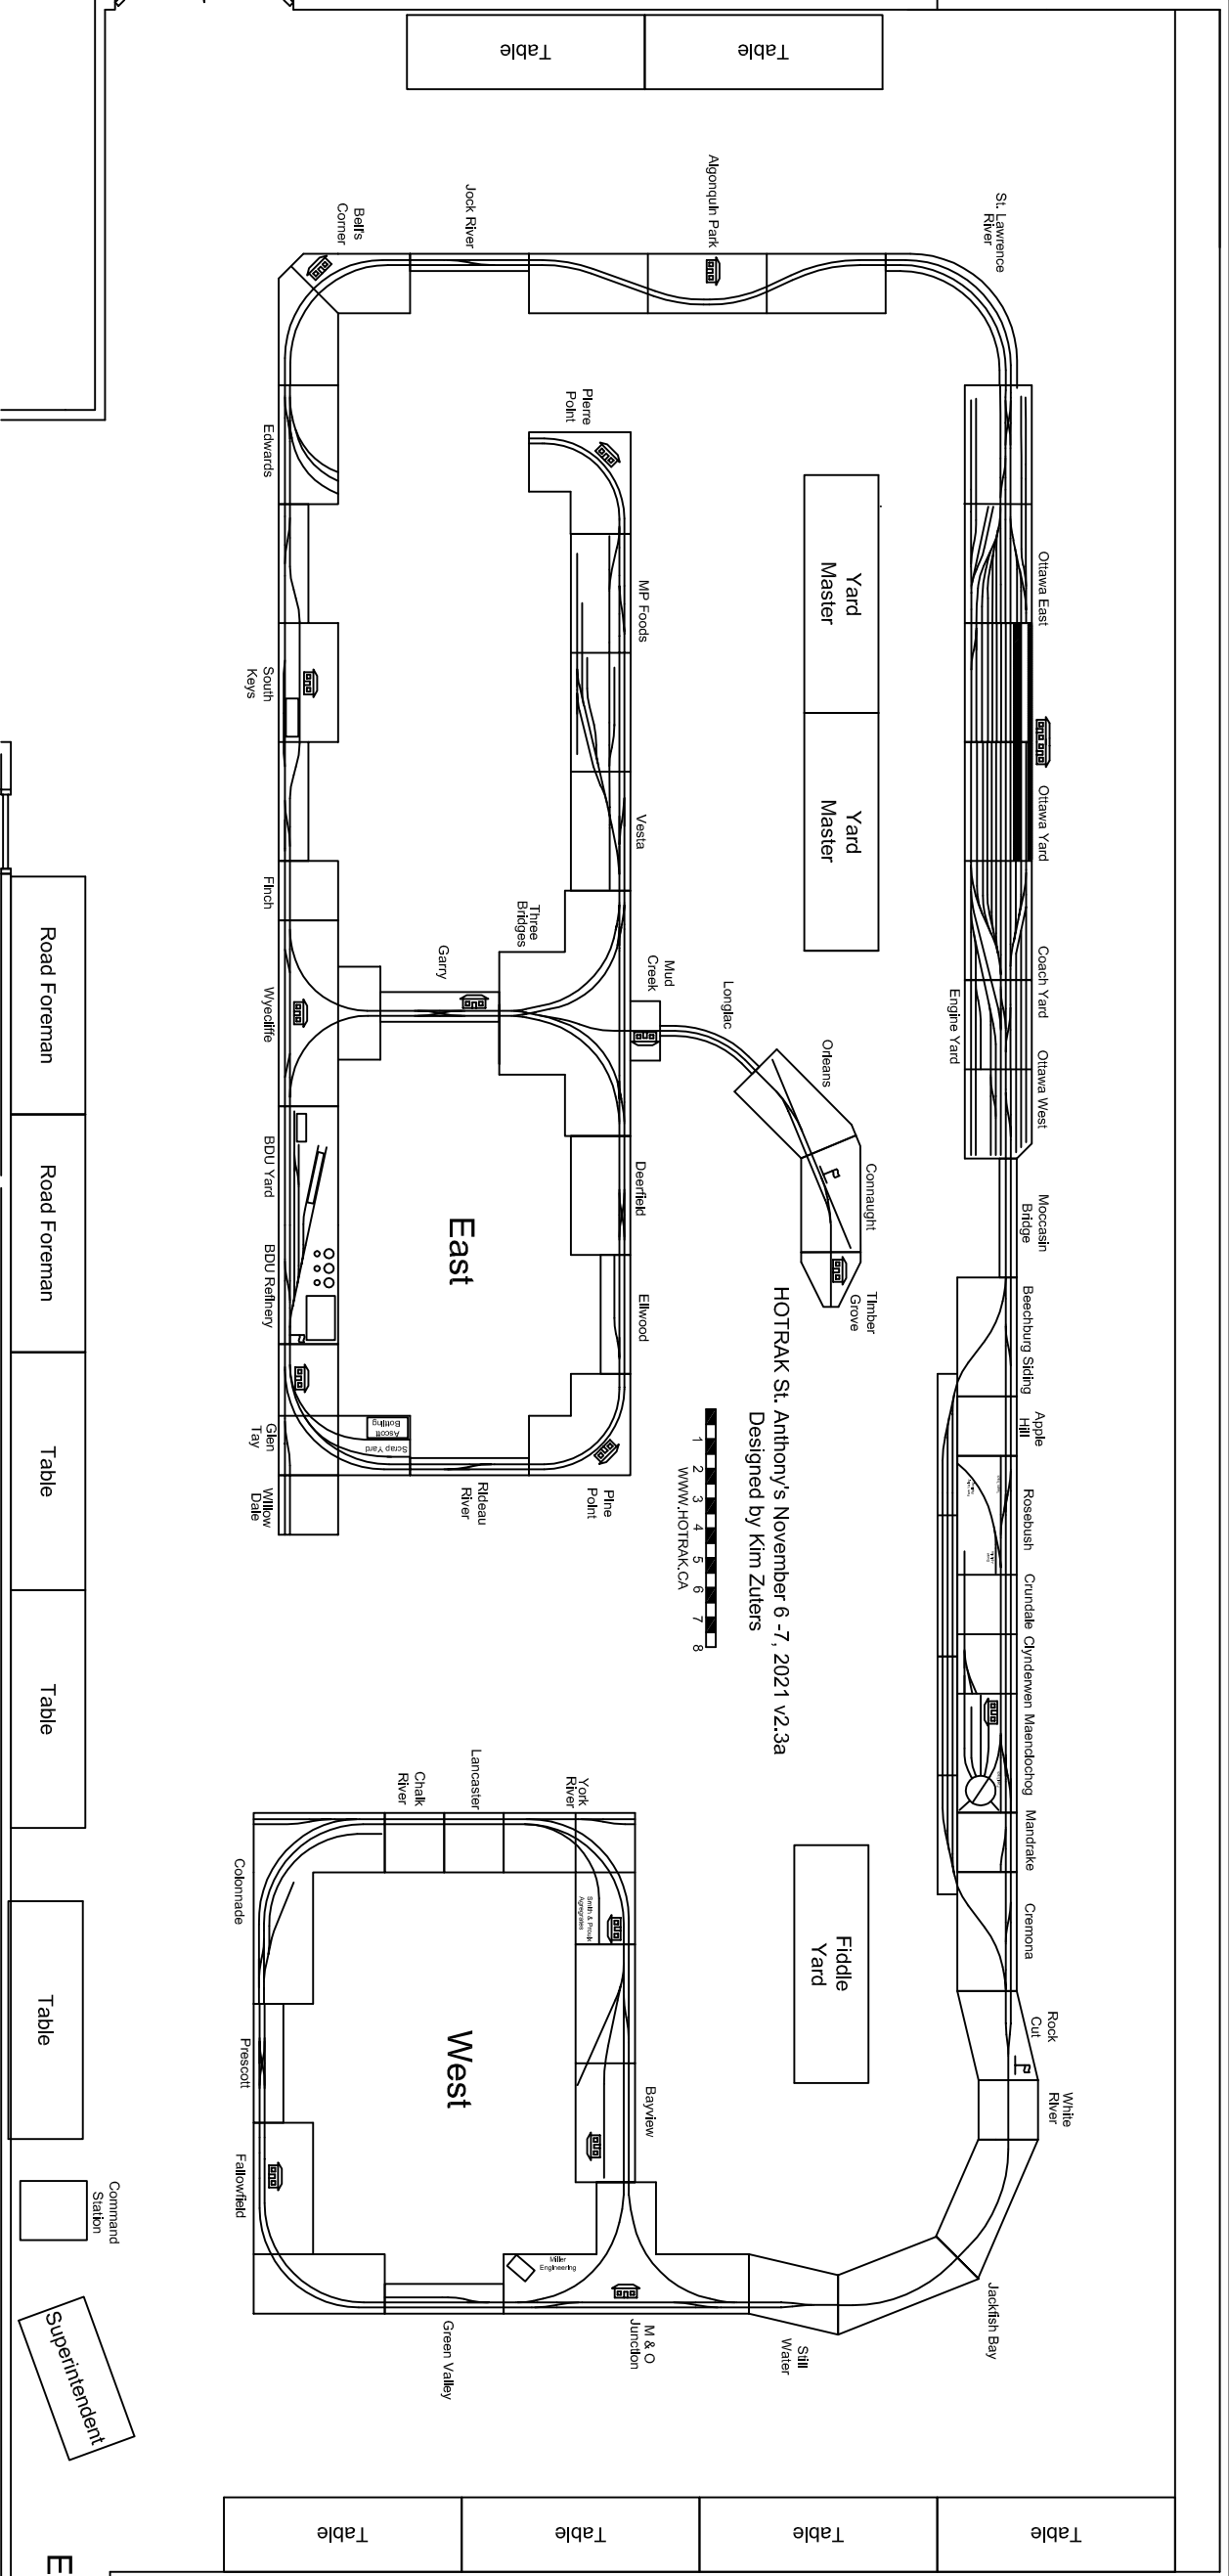 Table
Table
St. Lawrence
River
Algonquin Park
Jock River
Bell's
Corner
Ottawa East
Ottawa Yard
Coach Yard
Engine Yard
Ottawa West
Moccasin
Bridge
Beechburg Siding
Apple
Hill
Rosebush
Crundale
Clynderwen
Maenclochog
Mandrake
Cremona
Rock
Cut
White
River
Jackfish Bay
Still
Water
M & O
Junction
Green Valley
Yard
Master
Yard
Master
Fiddle
Yard
Pierre
Point
MP Foods
Vesta
Three
Bridges
Garry
Mud
Creek
Longlac
Orleans
Connaught
Timber
Grove
Deerfield
Ellwood
Pine
Point
Rideau
River
HOTRAK St. Anthony's November 6 -7, 2021 v2.3a
Designed by Kim Zuters
1 2 3 4 5 6 7 8
WWW.HOTRAK.CA
East
Edwards
South
Keys
Finch
Wyecliffe
BDU Yard
BDU Refinery
Ascott
Bottling
Scrap Yard
Glen
Tay
Willow
Dale
West
York
River
Lancaster
Chalk
River
Colonnade
Prescott
Fallowfield
Bayview
Miller
Engineering
Road Foreman
Road Foreman
Table
Table
Table
Command
Station
Superintendent
Table
Table
Table
Table
E